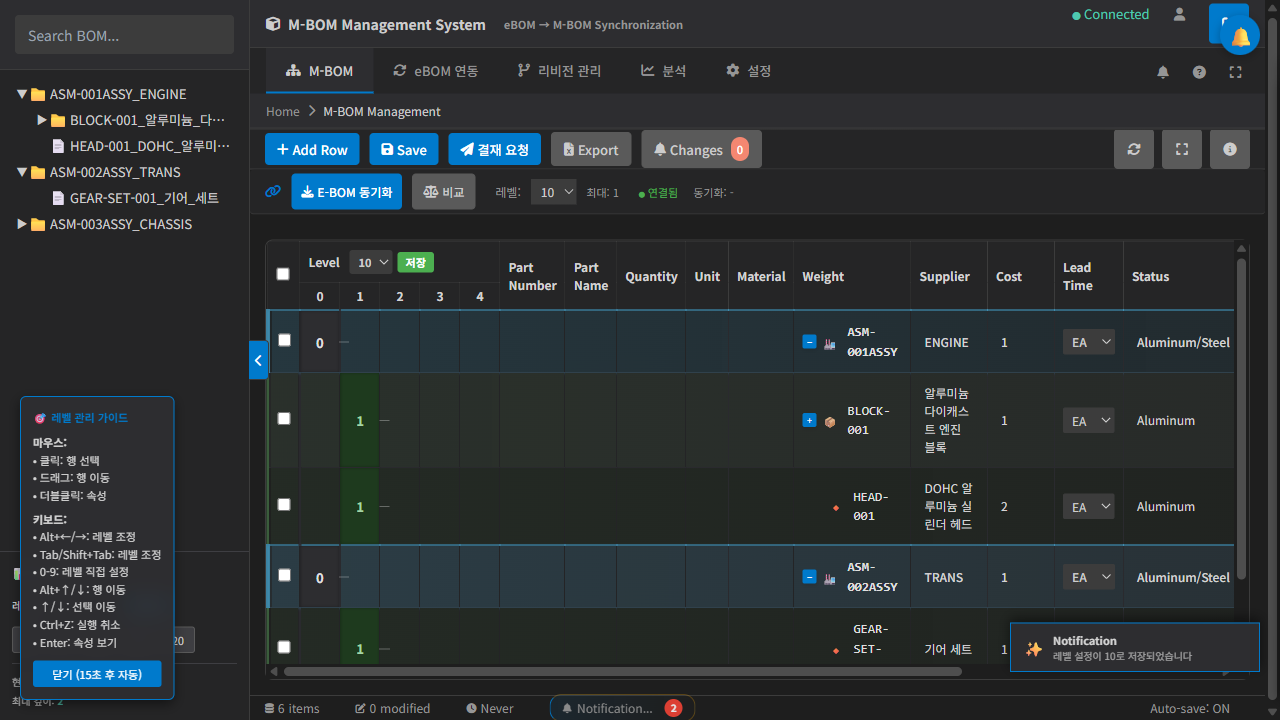 Search BOM...
ASM-001ASSY_ENGINE
BLOCK-001_알루미늄_다…
HEAD-001_DOHC_알루미…
ASM-002ASSY_TRANS
GEAR-SET-001_기어_세트
ASM-003ASSY_CHASSIS
M-BOM Management System
eBOM → M-BOM Synchronization
Connected
M-BOM
eBOM 연동
리비전 관리
분석
설정
Home > M-BOM Management
+ Add Row
Save
결재 요청
Export
Changes 0
E-BOM 동기화
비교
레벨: 10
최대: 1
연결됨
동기화: -
Level 10 저장
0 1 2 3 4
Part
Number
Part
Name
Quantity
Unit
Material
Weight
Supplier
Cost
Lead
Time
Status
0 —
ASM-
001ASSY
ENGINE
1
EA
Aluminum/Steel
1 —
BLOCK-
001
알루미늄
다이캐스
트 엔진
블록
1
EA
Aluminum
1 —
HEAD-
001
DOHC 알
루미늄 실
린더 헤드
2
EA
Aluminum
0 —
ASM-
002ASSY
TRANS
1
EA
Aluminum/Steel
1 —
GEAR-
SET-
기어 세트
1
레벨 관리 가이드
마우스:
• 클릭: 행 선택
• 드래그: 행 이동
• 더블클릭: 속성
키보드:
• Alt+←/→: 레벨 조정
• Tab/Shift+Tab: 레벨 조정
• 0-9: 레벨 직접 설정
• Alt+↑/↓: 행 이동
• ↑/↓: 선택 이동
• Ctrl+Z: 실행 취소
• Enter: 속성 보기
닫기 (15초 후 자동)
20
최대 깊이: 2
Notification
레벨 설정이 10로 저장되었습니다
6 items
0 modified
Never
Notification... 2
Auto-save: ON